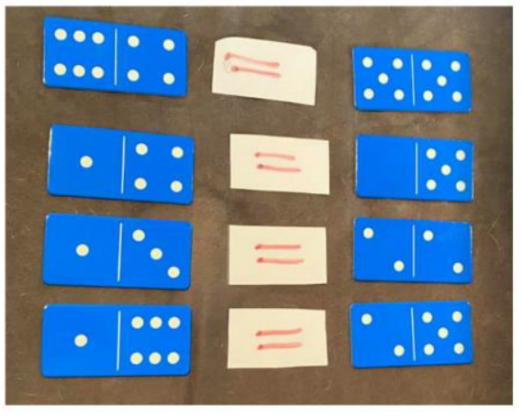 =
=
=
=